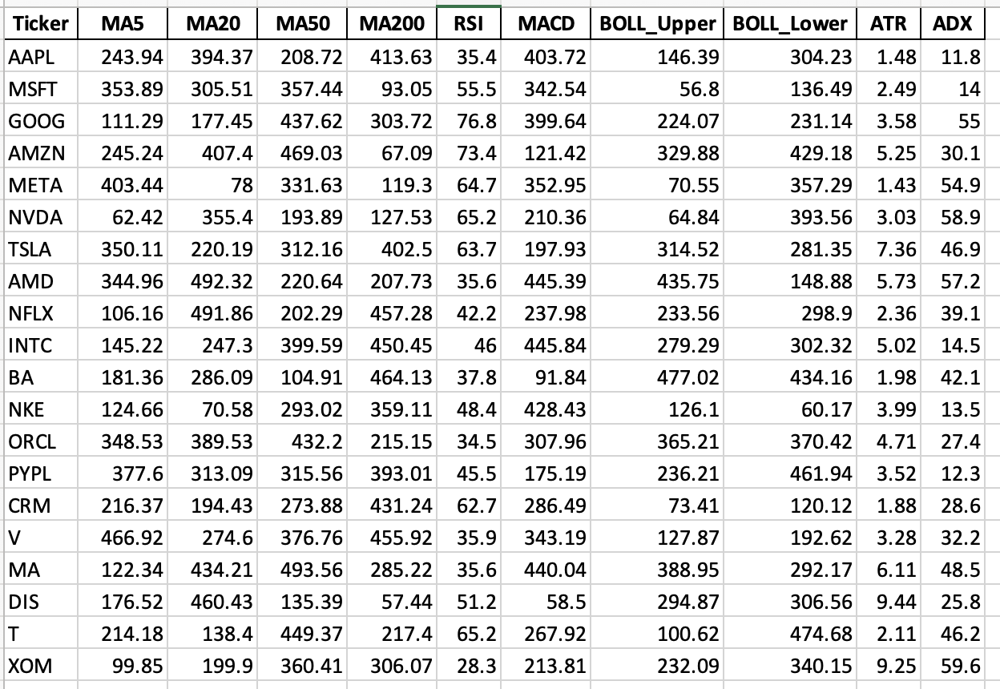 Ticker MA5 MA20 MA50 MA200 RSI MACD BOLL_Upper BOLL_Lower ATR ADX
AAPL 243.94 394.37 208.72 413.63 35.4 403.72 146.39 304.23 1.48 11.8
MSFT 353.89 305.51 357.44 93.05 55.5 342.54 56.8 136.49 2.49 14
GOOG 111.29 177.45 437.62 303.72 76.8 399.64 224.07 231.14 3.58 55
AMZN 245.24 407.4 469.03 67.09 73.4 121.42 329.88 429.18 5.25 30.1
META 403.44 78 331.63 119.3 64.7 352.95 70.55 357.29 1.43 54.9
NVDA 62.42 355.4 193.89 127.53 65.2 210.36 64.84 393.56 3.03 58.9
TSLA 350.11 220.19 312.16 402.5 63.7 197.93 314.52 281.35 7.36 46.9
AMD 344.96 492.32 220.64 207.73 35.6 445.39 435.75 148.88 5.73 57.2
NFLX 106.16 491.86 202.29 457.28 42.2 237.98 233.56 298.9 2.36 39.1
INTC 145.22 247.3 399.59 450.45 46 445.84 279.29 302.32 5.02 14.5
BA 181.36 286.09 104.91 464.13 37.8 91.84 477.02 434.16 1.98 42.1
NKE 124.66 70.58 293.02 359.11 48.4 428.43 126.1 60.17 3.99 13.5
ORCL 348.53 389.53 432.2 215.15 34.5 307.96 365.21 370.42 4.71 27.4
PYPL 377.6 313.09 315.56 393.01 45.5 175.19 236.21 461.94 3.52 12.3
CRM 216.37 194.43 273.88 431.24 62.7 286.49 73.41 120.12 1.88 28.6
V 466.92 274.6 376.76 455.92 35.9 343.19 127.87 192.62 3.28 32.2
MA 122.34 434.21 493.56 285.22 35.6 440.04 388.95 292.17 6.11 48.5
DIS 176.52 460.43 135.39 57.44 51.2 58.5 294.87 306.56 9.44 25.8
T 214.18 138.4 449.37 217.4 65.2 267.92 100.62 474.68 2.11 46.2
XOM 99.85 199.9 360.41 306.07 28.3 213.81 232.09 340.15 9.25 59.6